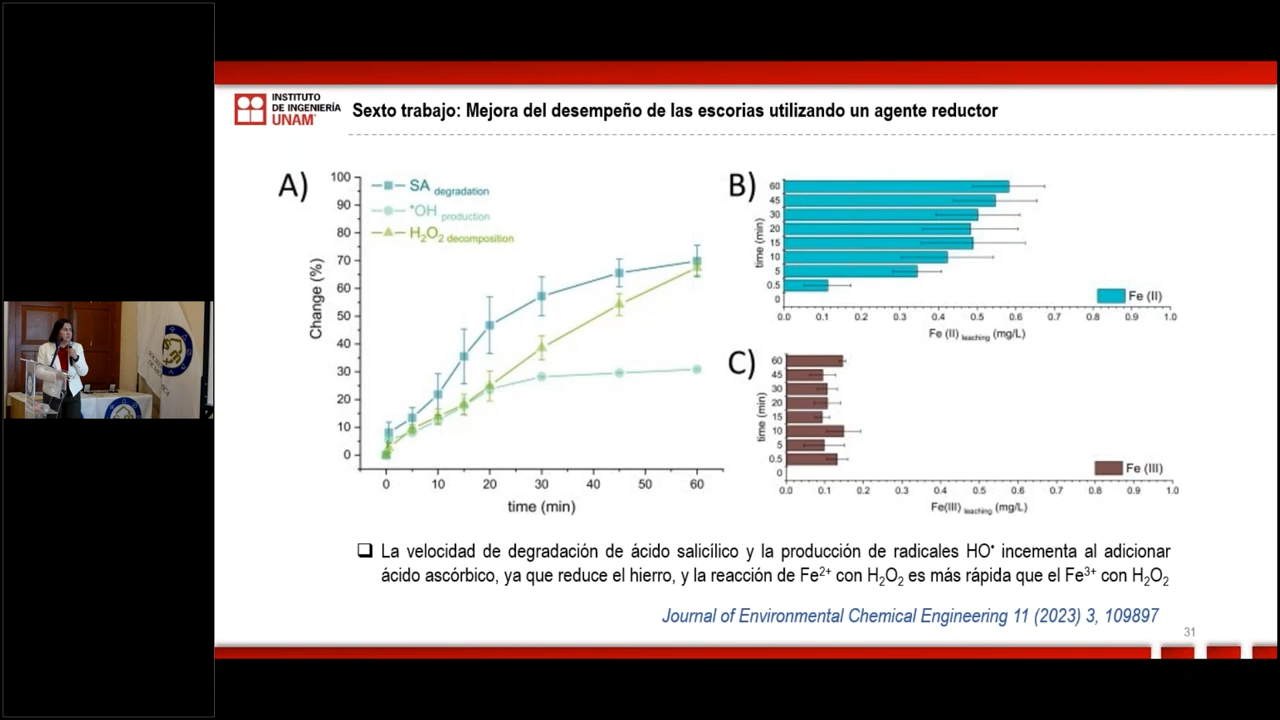 INSTITUTO
DE INGENIERÍA
UNAM
Sexto trabajo: Mejora del desempeño de las escorias utilizando un agente reductor
A)
Change (%)
100
90
80
70
60
50
40
30
20
10
0
SA degradation
•OH production
H2O2 decomposition
0 10 20 30 40 50 60
time (min)
B)
time (min)
60
45
30
20
15
10
5
0.5
0
Fe (II)
0.0 0.1 0.2 0.3 0.4 0.5 0.6 0.7 0.8 0.9 1.0
Fe (II) leaching (mg/L)
C)
time (min)
60
45
30
20
15
10
5
0.5
0
Fe (III)
0.0 0.1 0.2 0.3 0.4 0.5 0.6 0.7 0.8 0.9 1.0
Fe(III) leaching (mg/L)
❑ La velocidad de degradación de ácido salicílico y la producción de radicales HO• incrementa al adicionar
ácido ascórbico, ya que reduce el hierro, y la reacción de Fe2+ con H2O2 es más rápida que el Fe3+ con H2O2
Journal of Environmental Chemical Engineering 11 (2023) 3, 109897
31